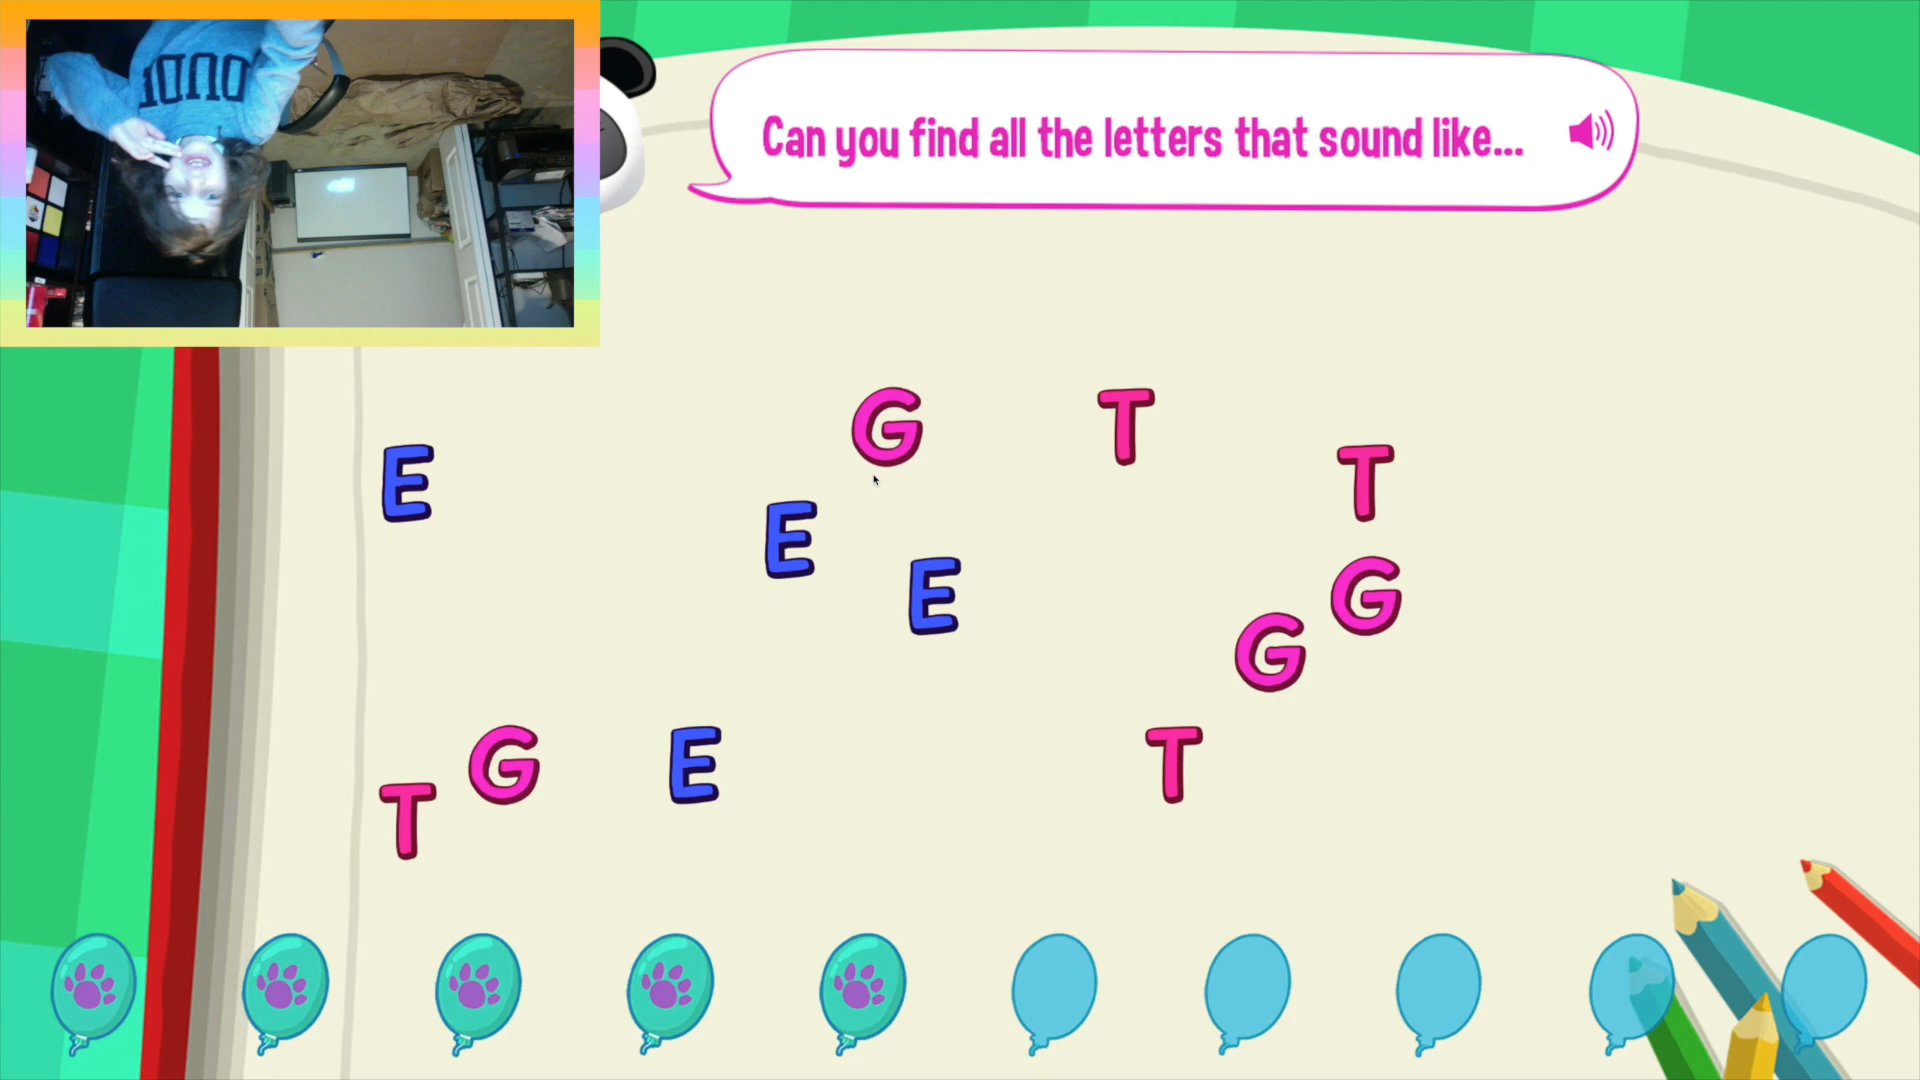 Can you find all the letters that sound like...
G T
E T
E
E G
G
G E T
T